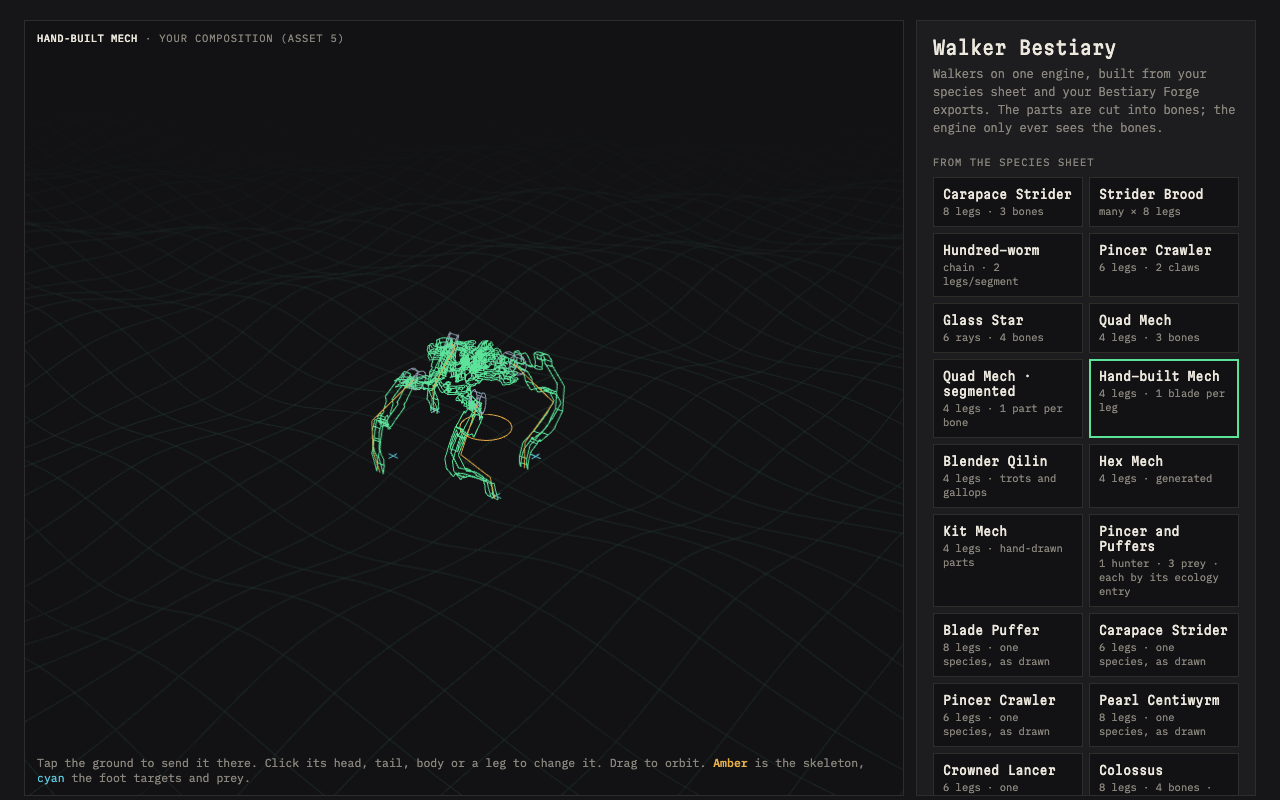 HAND-BUILT MECH · YOUR COMPOSITION (ASSET 5)
Tap the ground to send it there. Click its head, tail, body or a leg to change it. Drag to orbit. Amber is the skeleton,
cyan the foot targets and prey.
Walker Bestiary
Walkers on one engine, built from your
species sheet and your Bestiary Forge
exports. The parts are cut into bones; the
engine only ever sees the bones.
FROM THE SPECIES SHEET
Carapace Strider
8 legs · 3 bones
Strider Brood
many × 8 legs
Hundred-worm
chain · 2
legs/segment
Pincer Crawler
6 legs · 2 claws
Glass Star
6 rays · 4 bones
Quad Mech
4 legs · 3 bones
Quad Mech ·
segmented
4 legs · 1 part per
bone
Hand-built Mech
4 legs · 1 blade per
leg
Blender Qilin
4 legs · trots and
gallops
Hex Mech
4 legs · generated
Kit Mech
4 legs · hand-drawn
parts
Pincer and
Puffers
1 hunter · 3 prey ·
each by its ecology
entry
Blade Puffer
8 legs · one
species, as drawn
Carapace Strider
6 legs · one
species, as drawn
Pincer Crawler
6 legs · one
species, as drawn
Pearl Centiwyrm
8 legs · one
species, as drawn
Crowned Lancer
6 legs · one
Colossus
8 legs · 4 bones ·